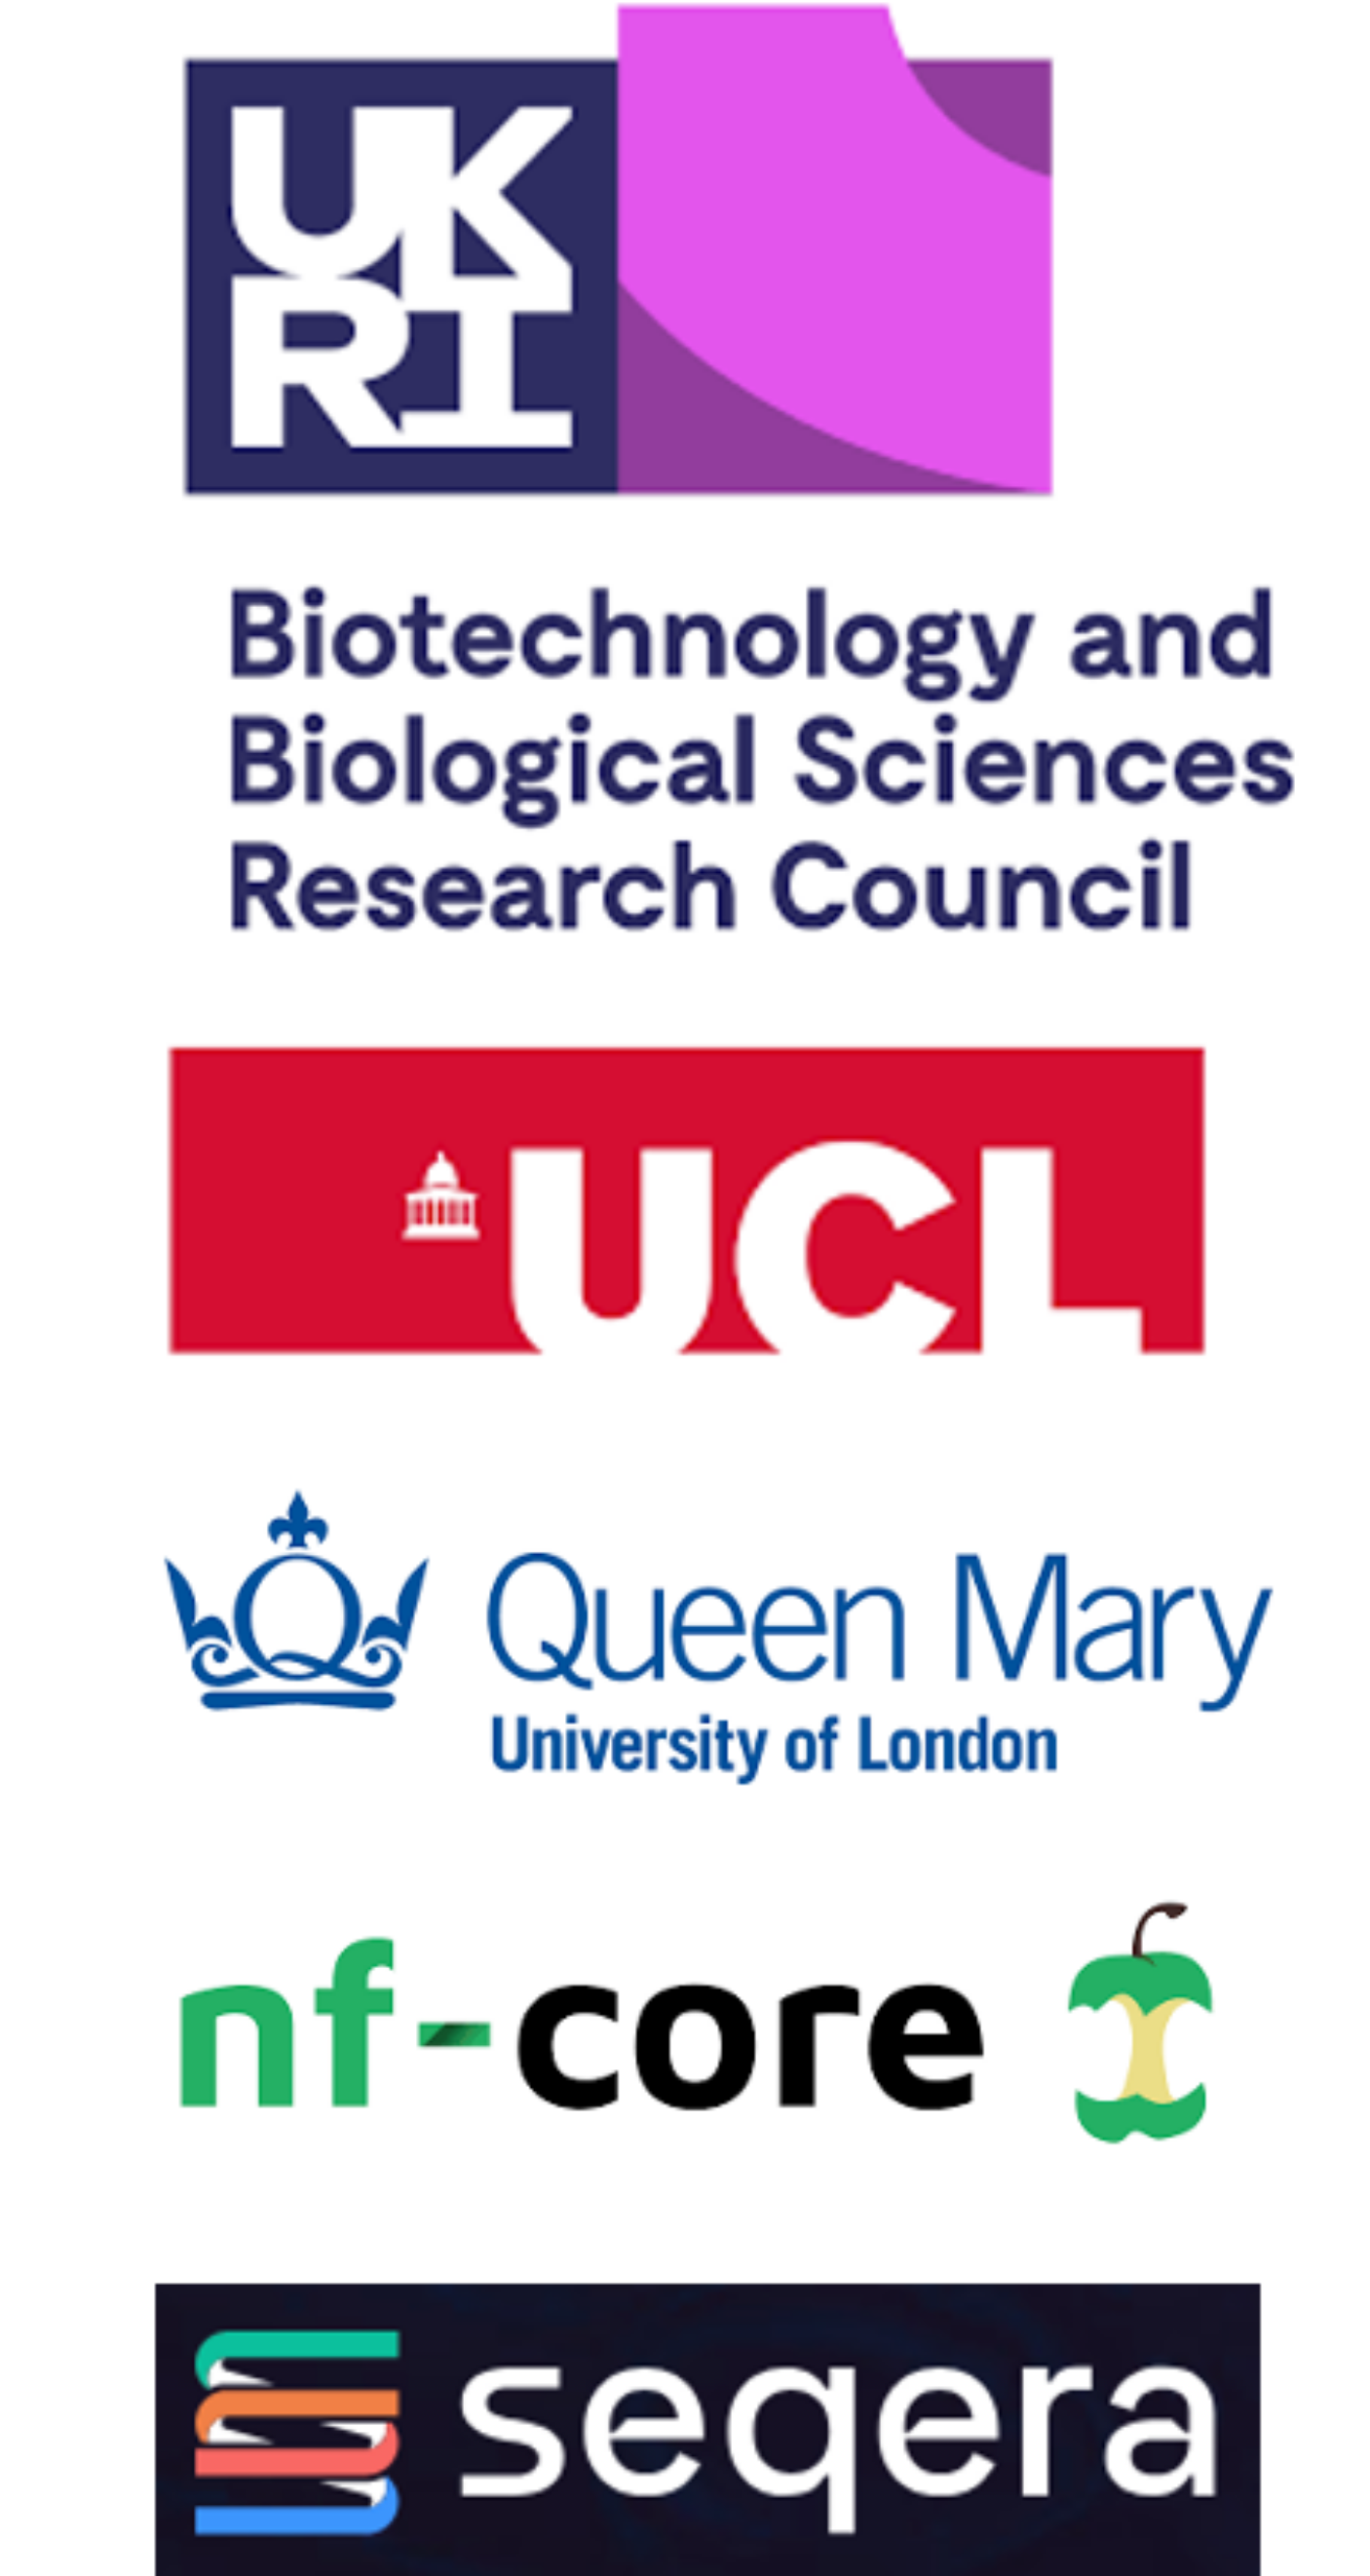 UK
RI
Biotechnology and
Biological Sciences
Research Council
UCL
Queen Mary
University of London
nf-core
seqera